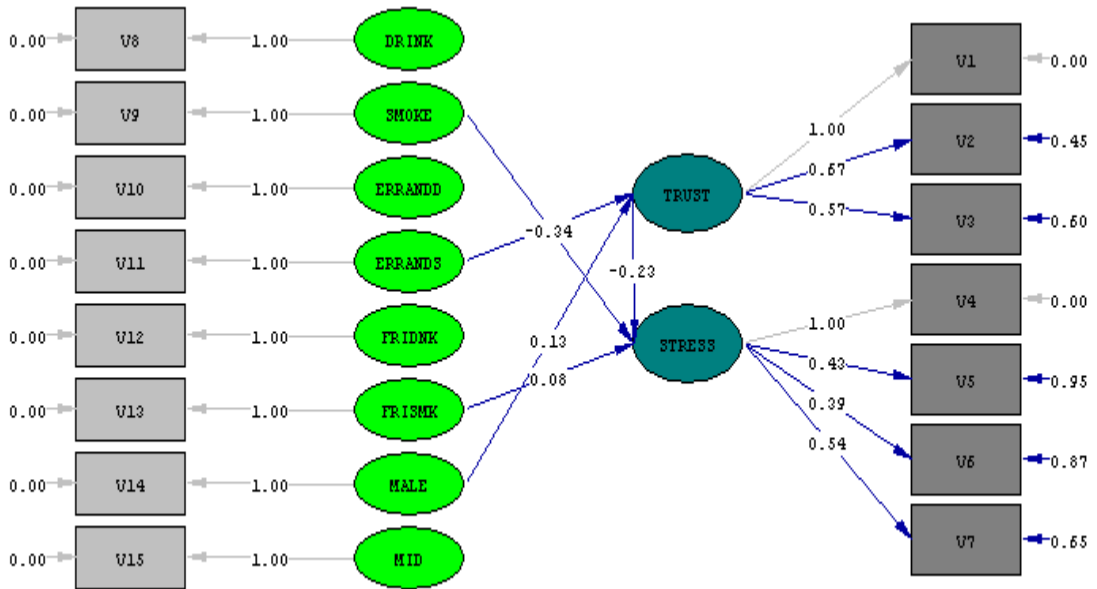 0.00 V8 1.00 DRINK
0.00 V9 1.00 SMOKE
0.00 V10 1.00 ERRANDD
0.00 V11 1.00 ERRANDS
0.00 V12 1.00 FRIDNK
0.00 V13 1.00 FRISMK
0.00 V14 1.00 MALE
0.00 V15 1.00 MID
-0.34
0.13
0.08
TRUST
-0.23
STRESS
1.00
0.67
0.57
1.00
0.43
0.39
0.54
V1 0.00
V2 0.45
V3 0.60
V4 0.00
V5 0.95
V6 0.87
V7 0.65